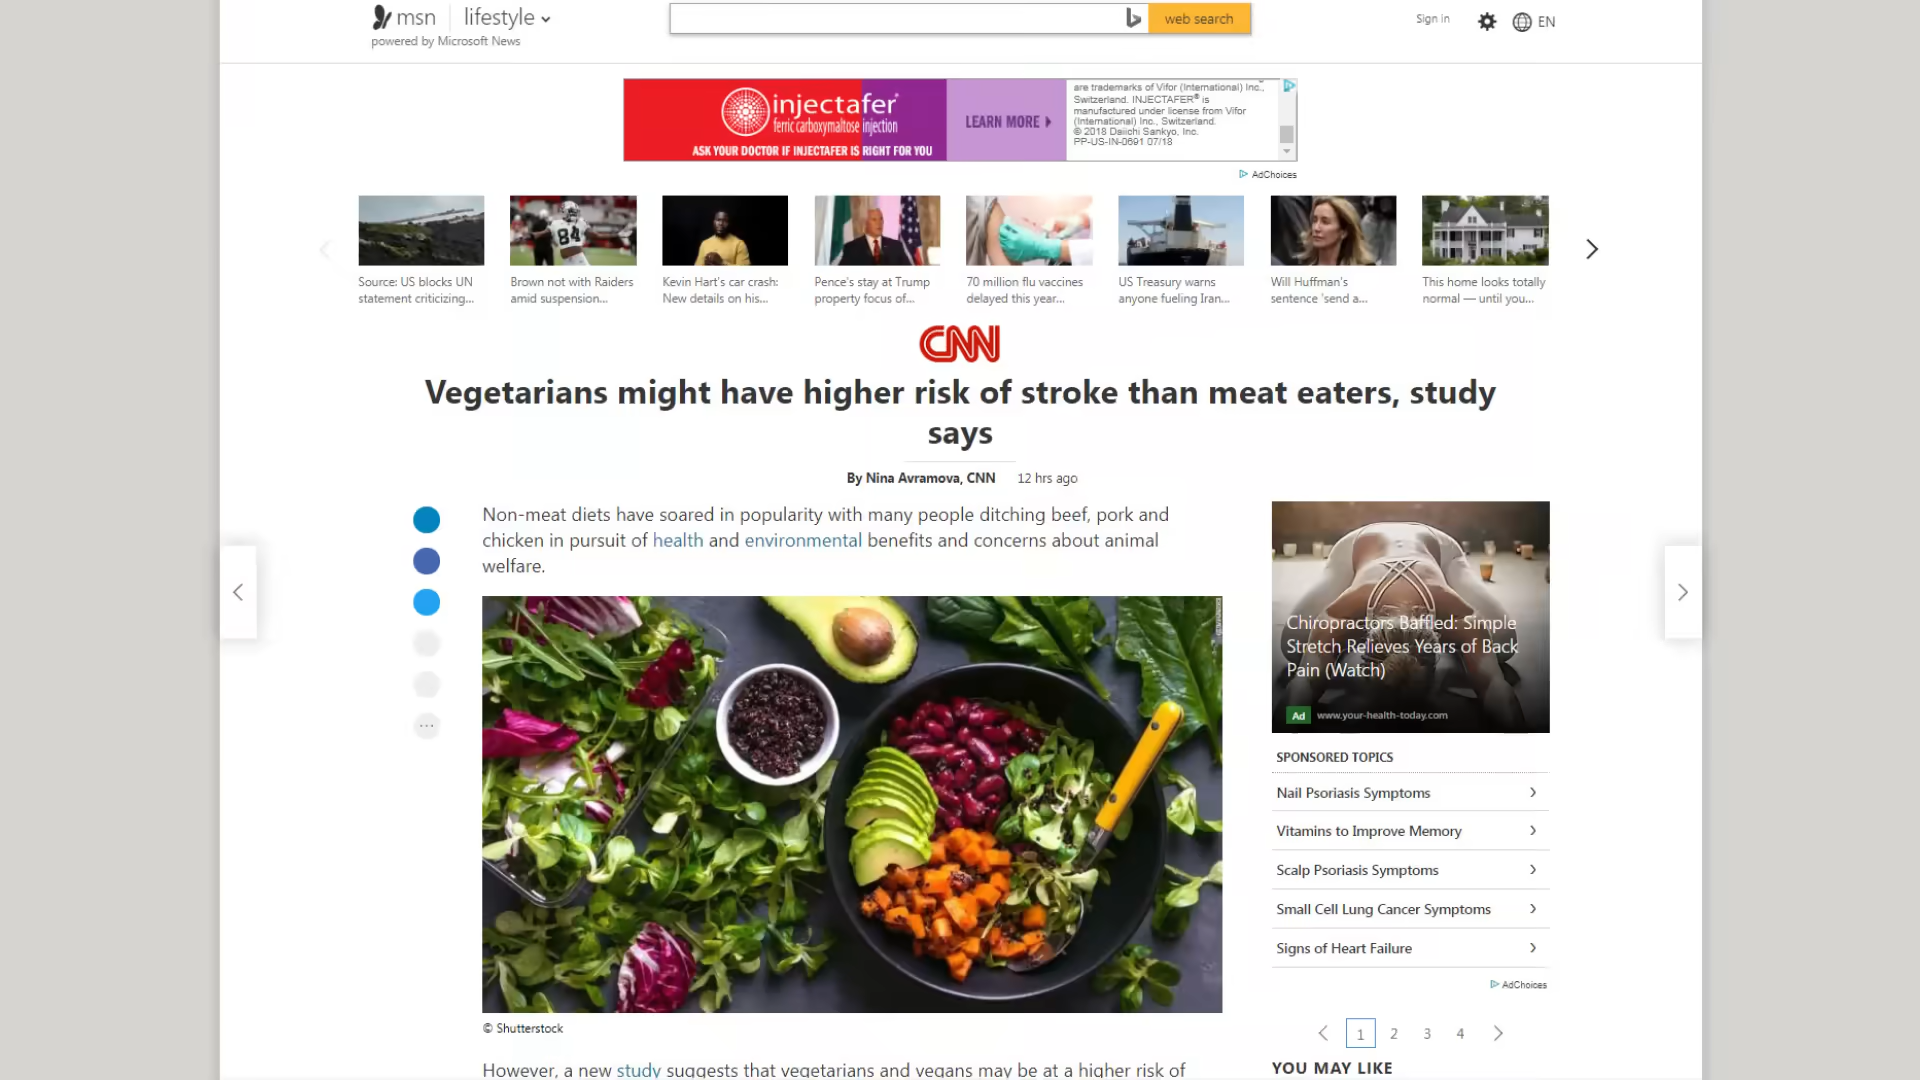 msn
lifestyle
powered by Microsoft News
web search
Sign in
EN
injectafer®
ferric carboxymaltose injection
ASK YOUR DOCTOR IF INJECTAFER IS RIGHT FOR YOU
LEARN MORE
are trademarks of Vifor (International) Inc.,
Switzerland. INJECTAFER® is
manufactured under license from Vifor
(International) Inc., Switzerland.
© 2018 Daiichi Sankyo, Inc.
PP-US-IN-0691 07/18
AdChoices
84
Source: US blocks UN
statement criticizing...
Brown not with Raiders
amid suspension...
Kevin Hart's car crash:
New details on his...
Pence's stay at Trump
property focus of...
70 million flu vaccines
delayed this year...
US Treasury warns
anyone fueling Iran...
Will Huffman's
sentence 'send a...
This home looks totally
normal — until you...
CNN
Vegetarians might have higher risk of stroke than meat eaters, study
says
By Nina Avramova, CNN 12 hrs ago
Non-meat diets have soared in popularity with many people ditching beef, pork and
chicken in pursuit of health and environmental benefits and concerns about animal
welfare.
© Shutterstock
However, a new study suggests that vegetarians and vegans may be at a higher risk of
Chiropractors Baffled: Simple
Stretch Relieves Years of Back
Pain (Watch)
Ad www.your-health-today.com
SPONSORED TOPICS
Nail Psoriasis Symptoms
Vitamins to Improve Memory
Scalp Psoriasis Symptoms
Small Cell Lung Cancer Symptoms
Signs of Heart Failure
AdChoices
1 2 3 4
YOU MAY LIKE